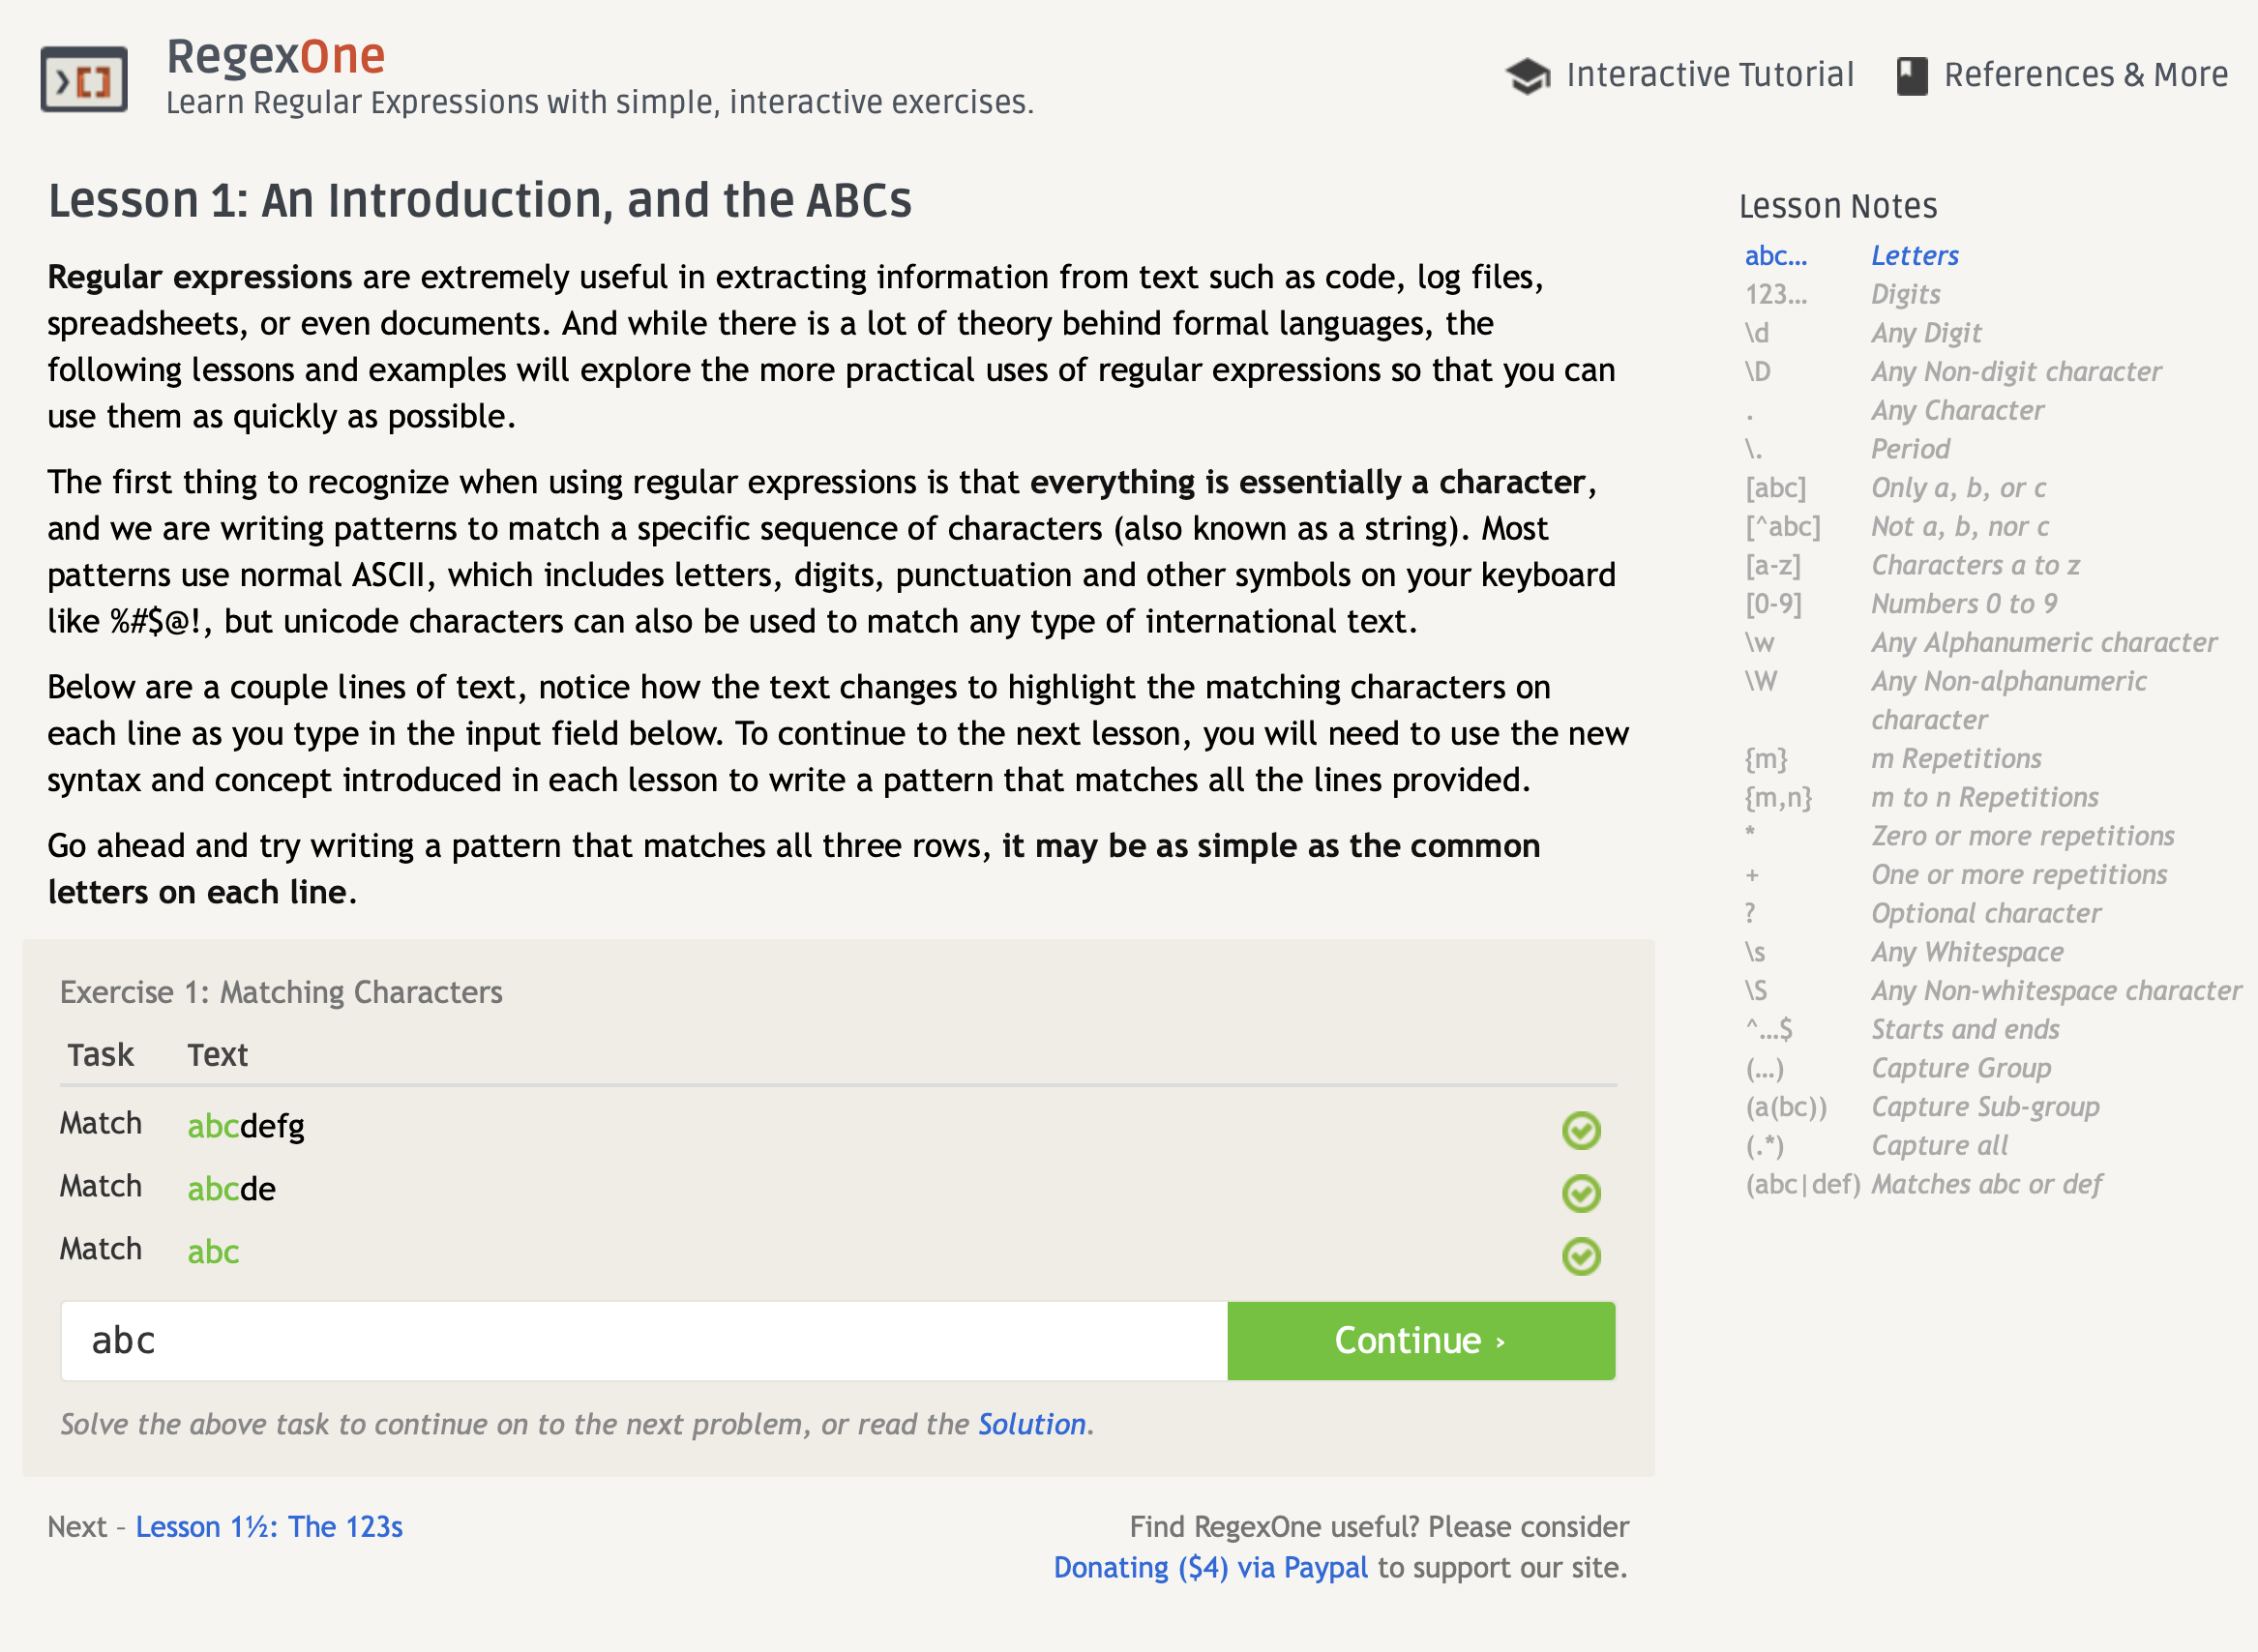 RegexOne
Learn Regular Expressions with simple, interactive exercises.
Interactive Tutorial
References & More
Lesson 1: An Introduction, and the ABCs
Regular expressions are extremely useful in extracting information from text such as code, log files,
spreadsheets, or even documents. And while there is a lot of theory behind formal languages, the
following lessons and examples will explore the more practical uses of regular expressions so that you can
use them as quickly as possible.
The first thing to recognize when using regular expressions is that everything is essentially a character,
and we are writing patterns to match a specific sequence of characters (also known as a string). Most
patterns use normal ASCII, which includes letters, digits, punctuation and other symbols on your keyboard
like %#$@!, but unicode characters can also be used to match any type of international text.
Below are a couple lines of text, notice how the text changes to highlight the matching characters on
each line as you type in the input field below. To continue to the next lesson, you will need to use the new
syntax and concept introduced in each lesson to write a pattern that matches all the lines provided.
Go ahead and try writing a pattern that matches all three rows, it may be as simple as the common
letters on each line.
Exercise 1: Matching Characters
Task Text
Match abcdefg
Match abcde
Match abc
abc
Continue ›
Solve the above task to continue on to the next problem, or read the Solution.
Next – Lesson 1½: The 123s
Find RegexOne useful? Please consider
Donating ($4) via Paypal to support our site.
Lesson Notes
abc… Letters
123… Digits
\d Any Digit
\D Any Non-digit character
. Any Character
\. Period
[abc] Only a, b, or c
[^abc] Not a, b, nor c
[a-z] Characters a to z
[0-9] Numbers 0 to 9
\w Any Alphanumeric character
\W Any Non-alphanumeric
character
{m} m Repetitions
{m,n} m to n Repetitions
* Zero or more repetitions
+ One or more repetitions
? Optional character
\s Any Whitespace
\S Any Non-whitespace character
^…$ Starts and ends
(…) Capture Group
(a(bc)) Capture Sub-group
(.*) Capture all
(abc|def) Matches abc or def